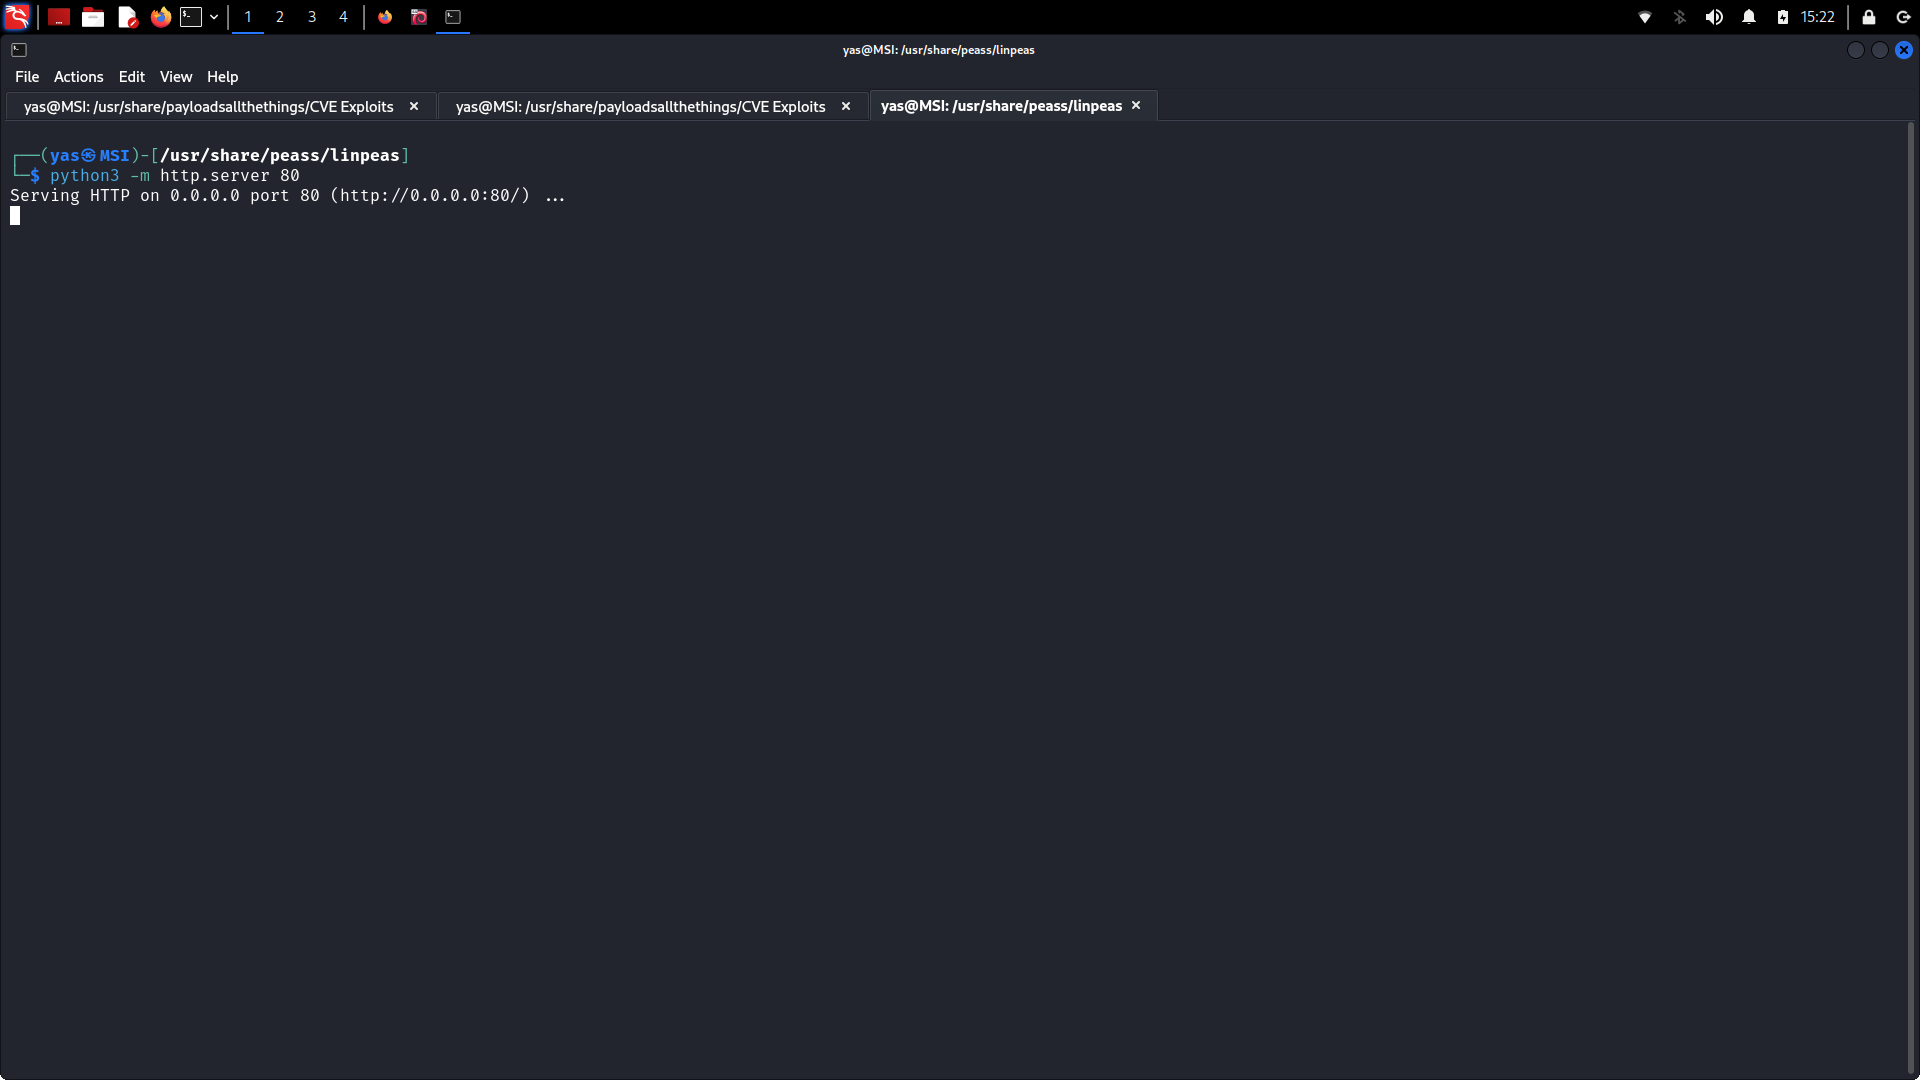 1 2 3 4 15:22
yas@MSI: /usr/share/peass/linpeas
File Actions Edit View Help
yas@MSI: /usr/share/payloadsallthethings/CVE Exploits yas@MSI: /usr/share/payloadsallthethings/CVE Exploits yas@MSI: /usr/share/peass/linpeas
┌──(yas㉿MSI)-[/usr/share/peass/linpeas]
└─$ python3 -m http.server 80
Serving HTTP on 0.0.0.0 port 80 (http://0.0.0.0:80/) ...